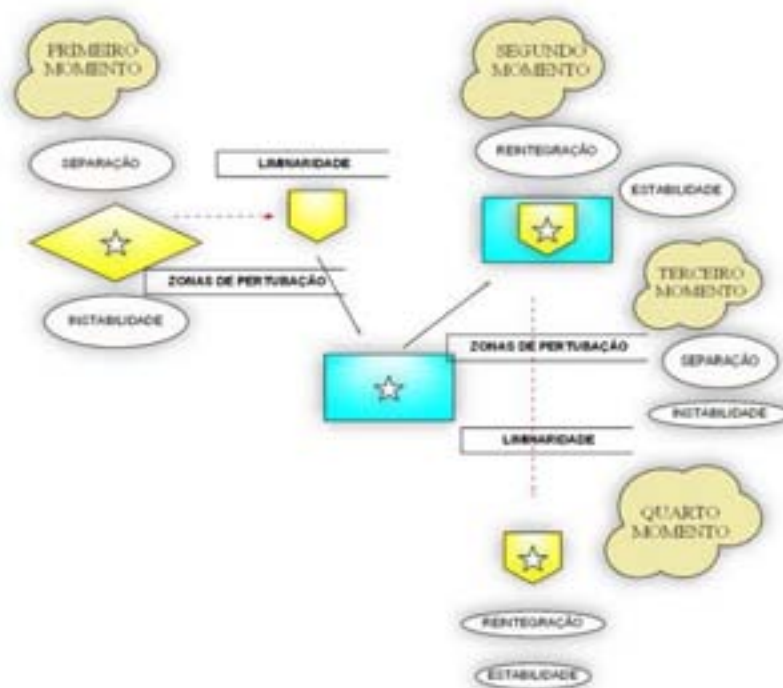 PRIMEIRO
MOMENTO
SEPARAÇÃO
LIMINARIDADE
ZONAS DE PERTUBAÇÃO
INSTABILIDADE
SEGUNDO
MOMENTO
REINTEGRAÇÃO
ESTABILIDADE
TERCEIRO
MOMENTO
ZONAS DE PERTUBAÇÃO
SEPARAÇÃO
INSTABILIDADE
LIMINARIDADE
QUARTO
MOMENTO
REINTEGRAÇÃO
ESTABILIDADE